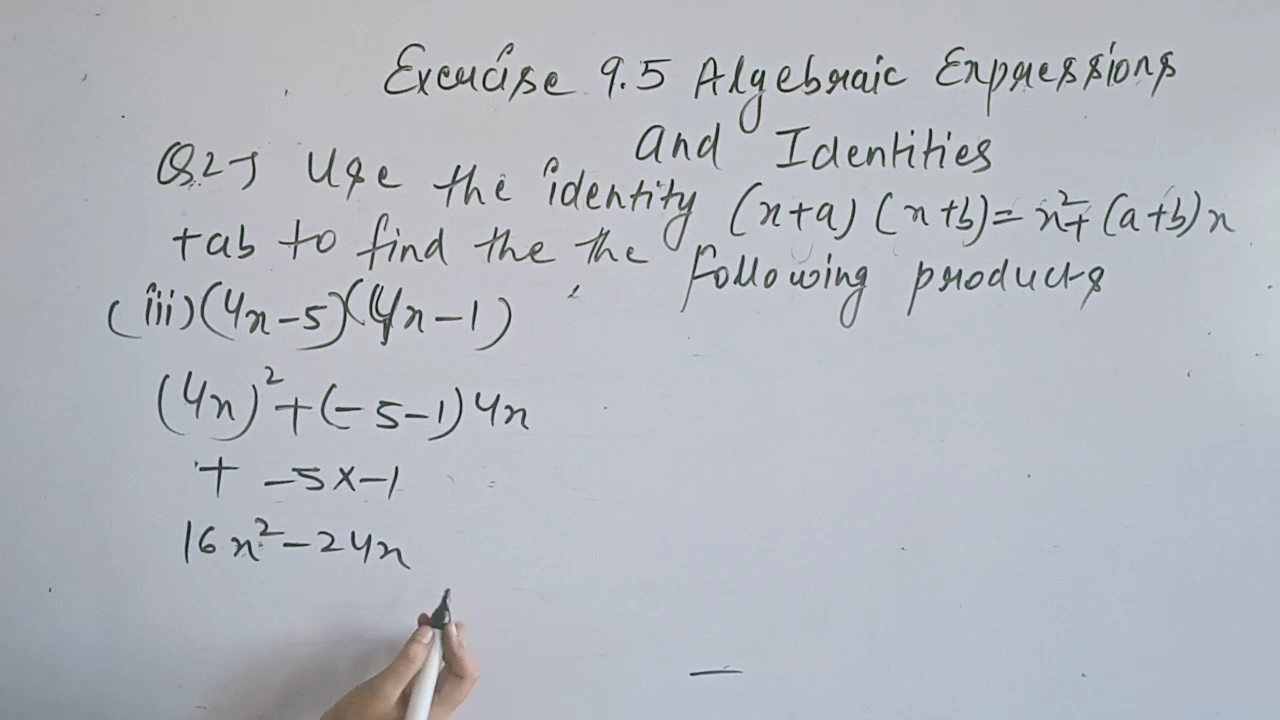 Exercise 9.5 Algebraic Expressions
and Identities
Q.2→ Use the identity (x+a) (x+b)= x²+ (a+b)x
+ab to find the the following products
(iii)(4x-5)(4x-1)
(4x)²+(-5-1)4x
+ -5×-1
16x²-24x